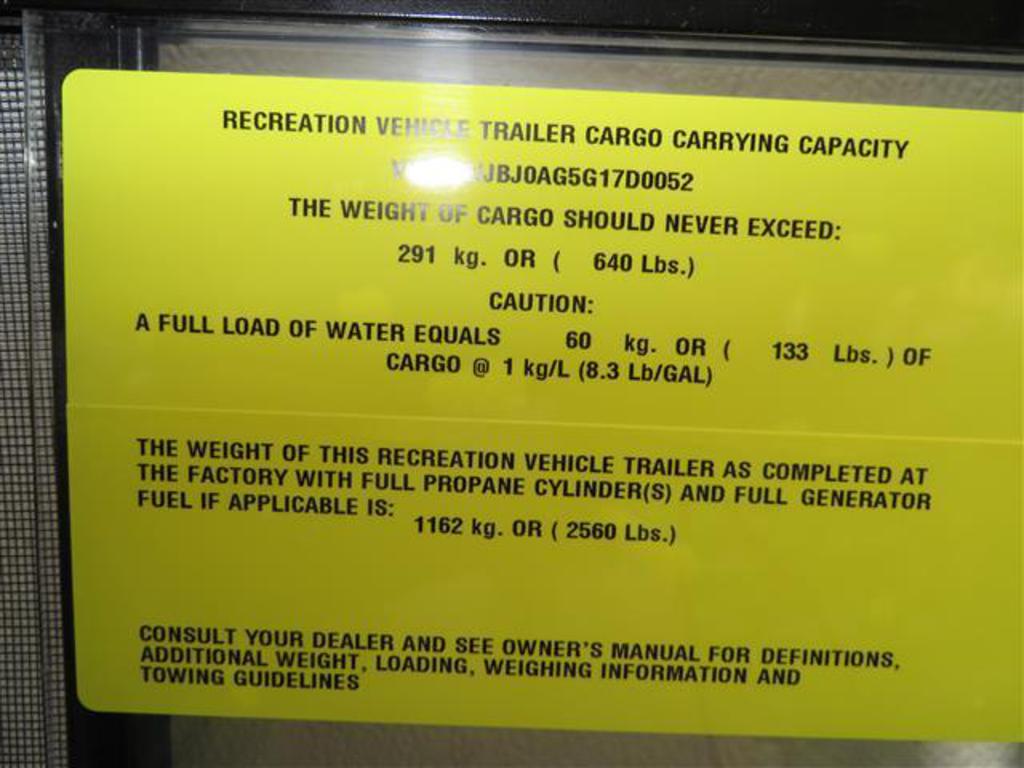 RECREATION VEHICLE TRAILER CARGO CARRYING CAPACITY
JBJ0AG5G17D0052
THE WEIGHT OF CARGO SHOULD NEVER EXCEED:
291 kg. OR ( 640 Lbs.)
CAUTION:
A FULL LOAD OF WATER EQUALS 60 kg. OR ( 133 Lbs. ) OF
CARGO @ 1 kg/L (8.3 Lb/GAL)
THE WEIGHT OF THIS RECREATION VEHICLE TRAILER AS COMPLETED AT
THE FACTORY WITH FULL PROPANE CYLINDER(S) AND FULL GENERATOR
FUEL IF APPLICABLE IS:
1162 kg. OR ( 2560 Lbs.)
CONSULT YOUR DEALER AND SEE OWNER'S MANUAL FOR DEFINITIONS,
ADDITIONAL WEIGHT, LOADING, WEIGHING INFORMATION AND
TOWING GUIDELINES